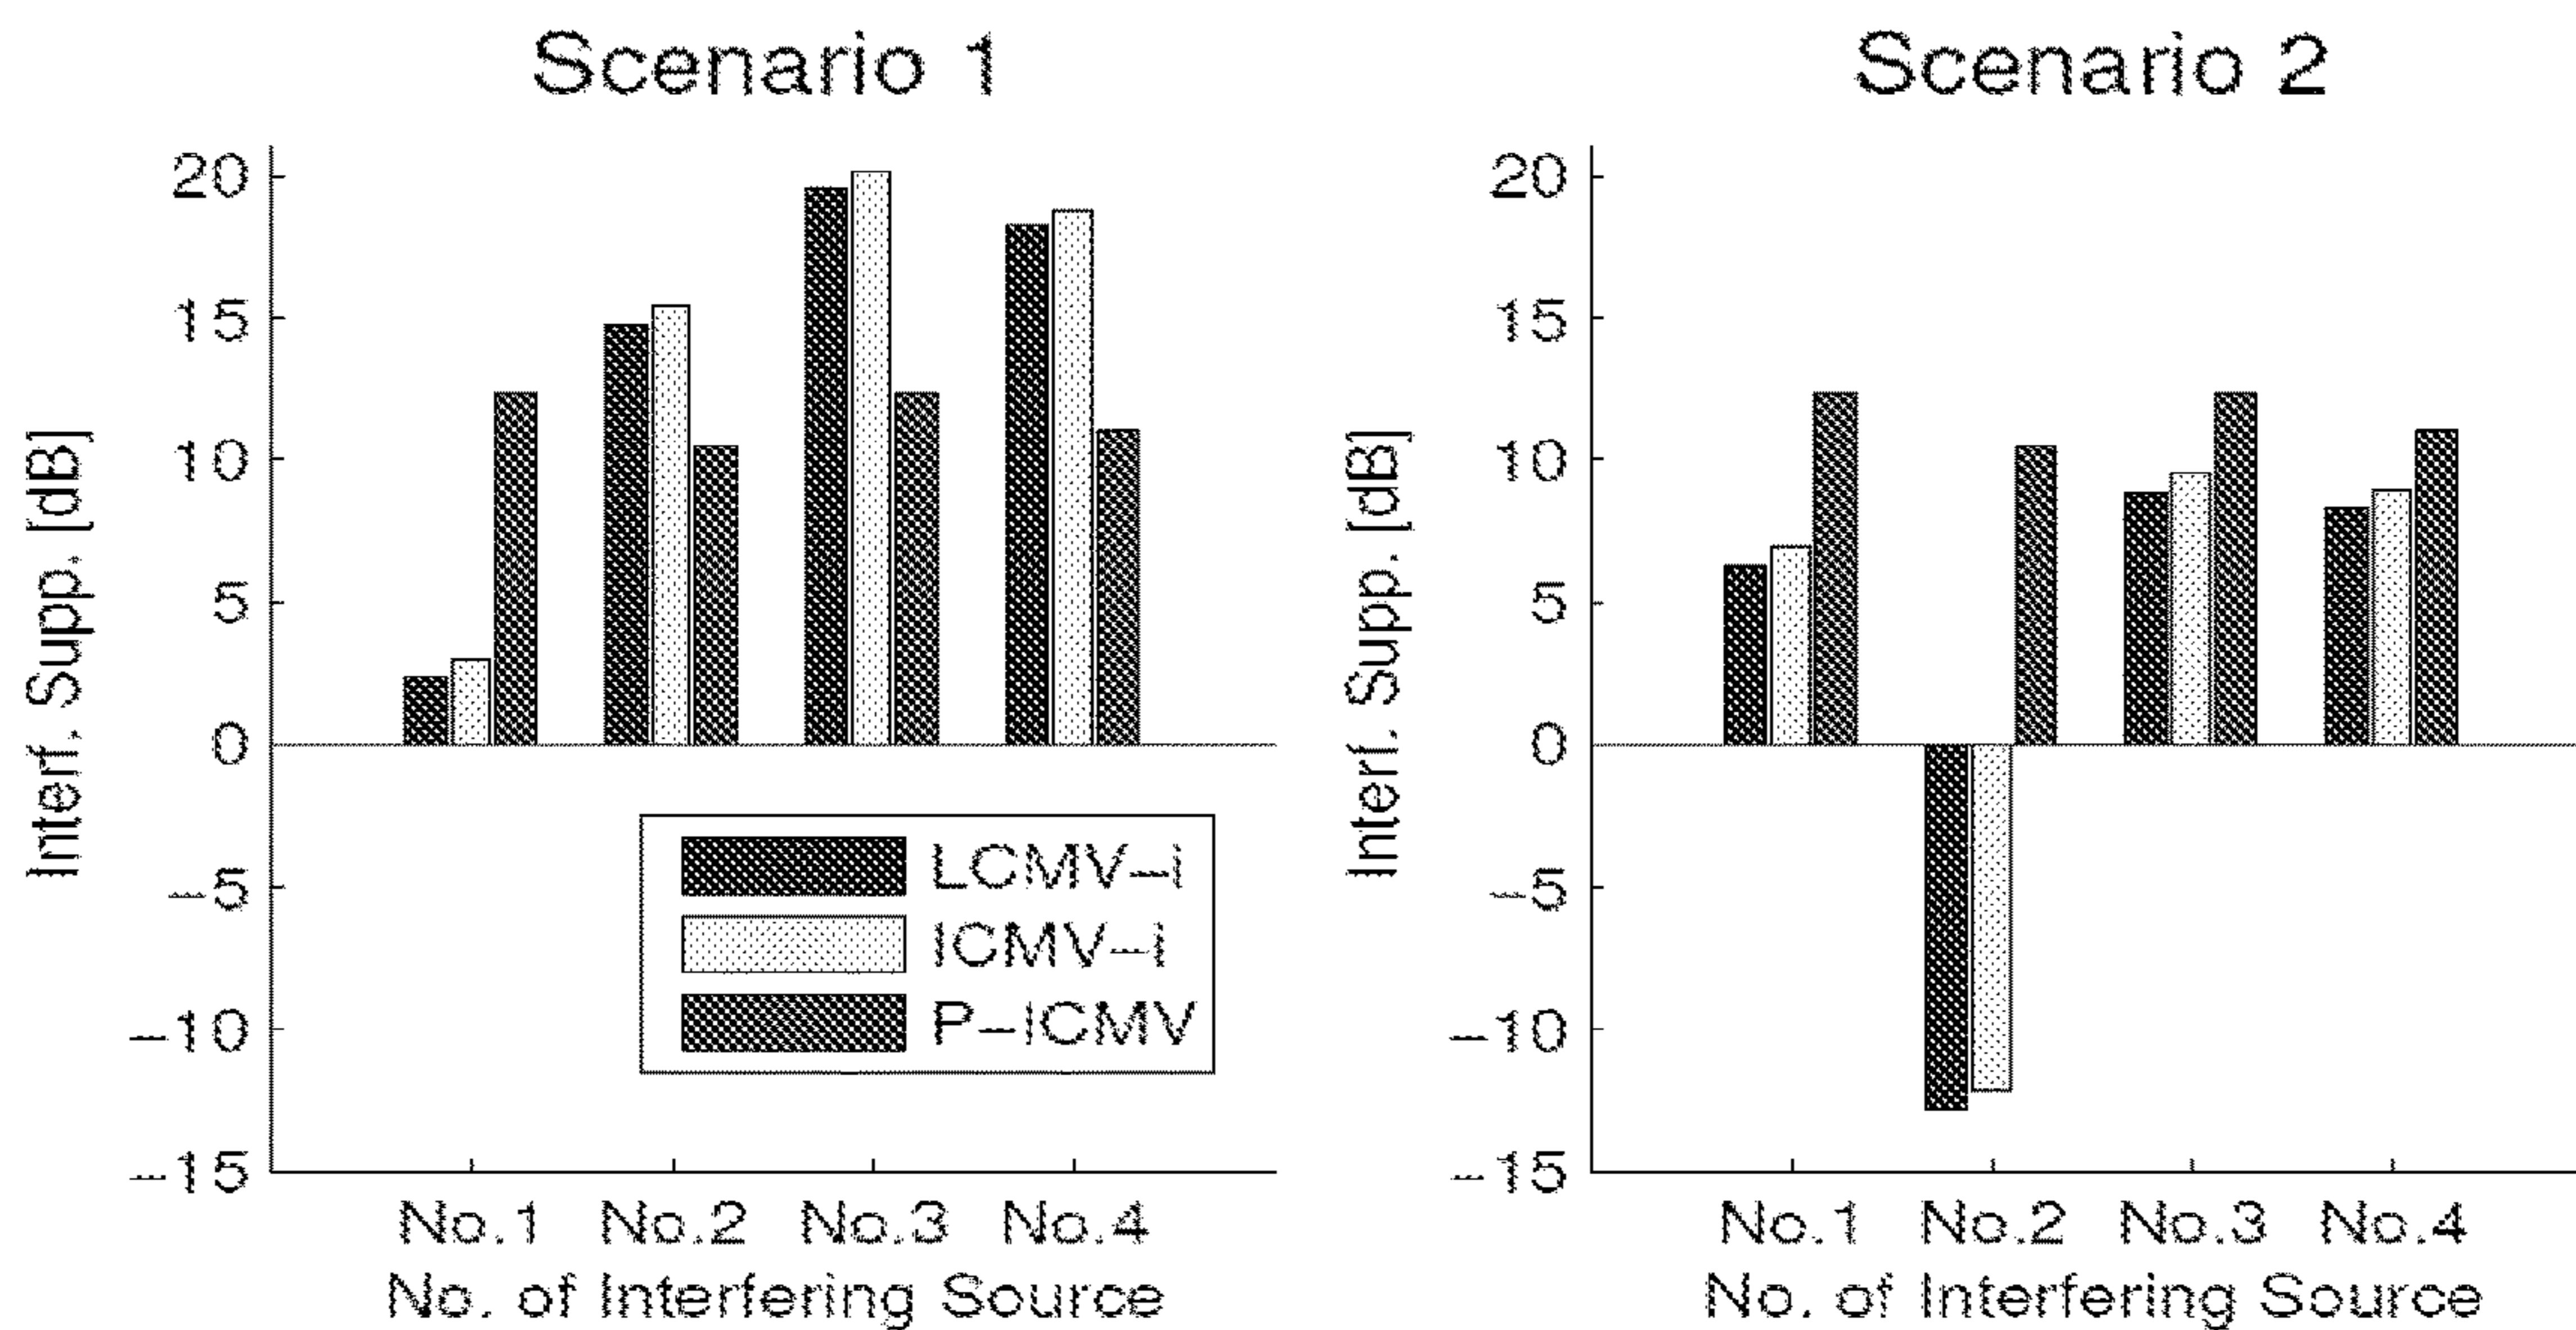 Scenario 1
Interf. Supp. [dB]
20
15
10
5
0
−5
−10
−15
LCMV−i
ICMV−i
P−ICMV
No.1 No.2 No.3 No.4
No. of Interfering Source
Scenario 2
Interf. Supp. [dB]
20
15
10
5
0
−5
−10
−15
No.1 No.2 No.3 No.4
No. of Interfering Source